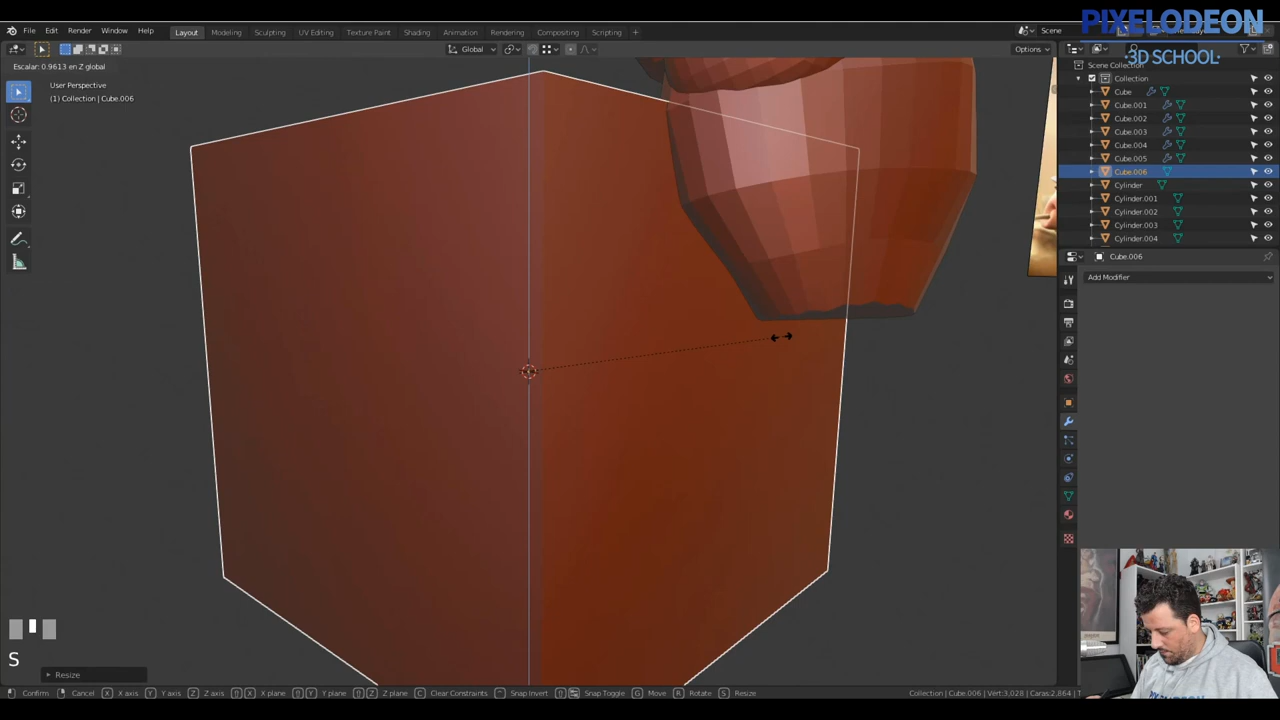 PIXELODEON
·3D SCHOOL·
File Edit Render Window Help
Layout Modeling Sculpting UV Editing Texture Paint Shading Animation Rendering Compositing Scripting +
Scene
Global
Options
Escalar: 0.9613 en Z global
User Perspective
(1) Collection | Cube.006
Scene Collection
Collection
Cube
Cube.001
Cube.002
Cube.003
Cube.004
Cube.005
Cube.006
Cylinder
Cylinder.001
Cylinder.002
Cylinder.003
Cylinder.004
Cube.006
Add Modifier
S
Resize
Confirm Cancel X X axis Y Y axis Z Z axis X X plane Y Y plane Z Z plane C Clear Constraints Snap Invert Snap Toggle G Move R Rotate S Resize
Collection | Cube.006 | Vert:3,028 | Caras:2,864 | T